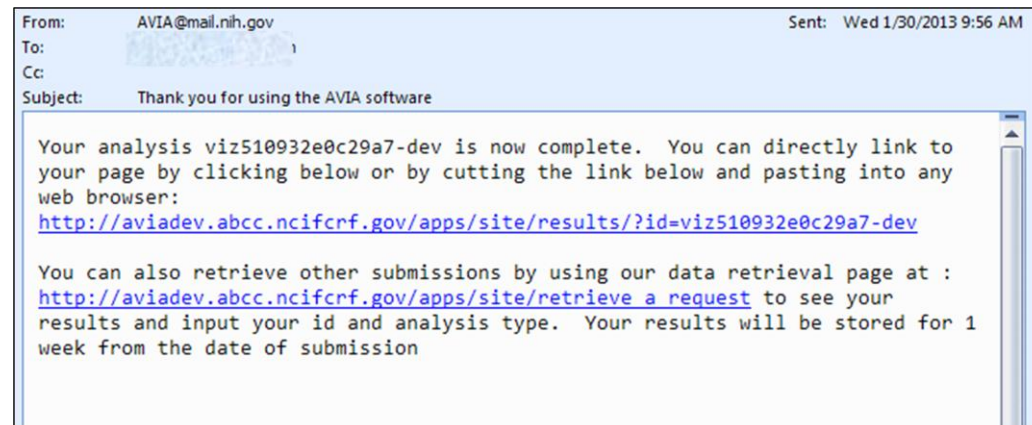 From: AVIA@mail.nih.gov Sent: Wed 1/30/2013 9:56 AM
To:
Cc:
Subject: Thank you for using the AVIA software
Your analysis viz510932e0c29a7-dev is now complete. You can directly link to
your page by clicking below or by cutting the link below and pasting into any
web browser:
http://aviadev.abcc.ncifcrf.gov/apps/site/results/?id=viz510932e0c29a7-dev
You can also retrieve other submissions by using our data retrieval page at :
http://aviadev.abcc.ncifcrf.gov/apps/site/retrieve_a_request to see your
results and input your id and analysis type. Your results will be stored for 1
week from the date of submission